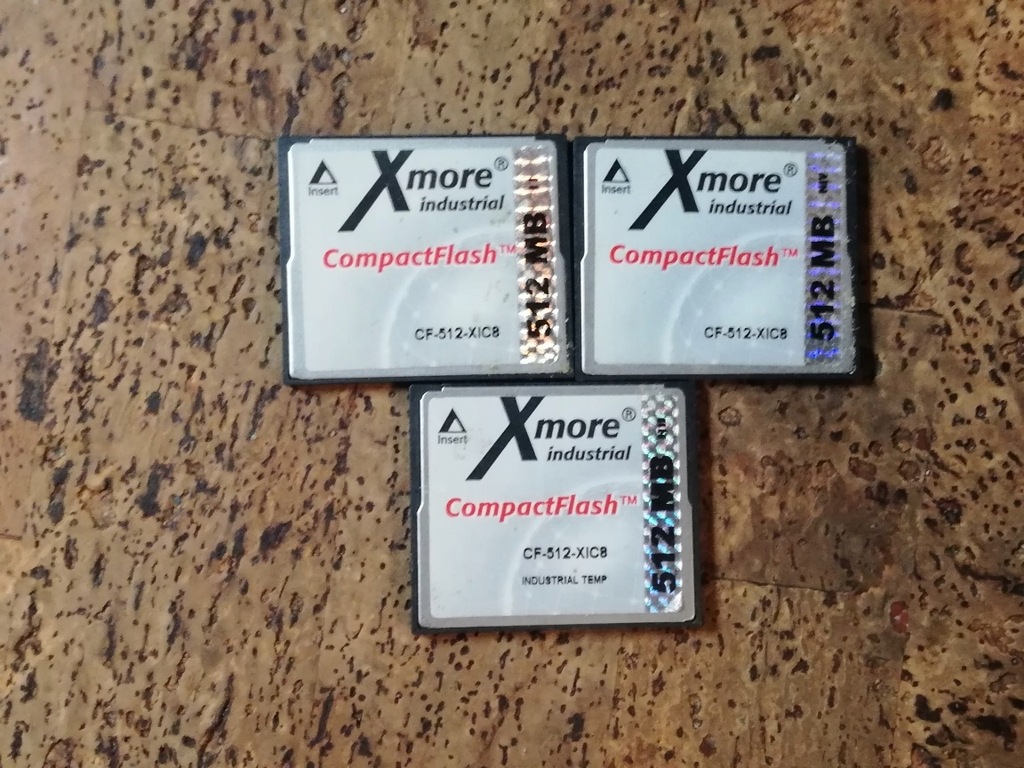 Insert
Xmore®
industrial
CompactFlash™
CF-512-XIC8
512 MB
Insert
Xmore®
industrial
CompactFlash™
CF-512-XIC8
512 MB
Insert
Xmore®
industrial
CompactFlash™
CF-512-XIC8
INDUSTRIAL TEMP
512 MB